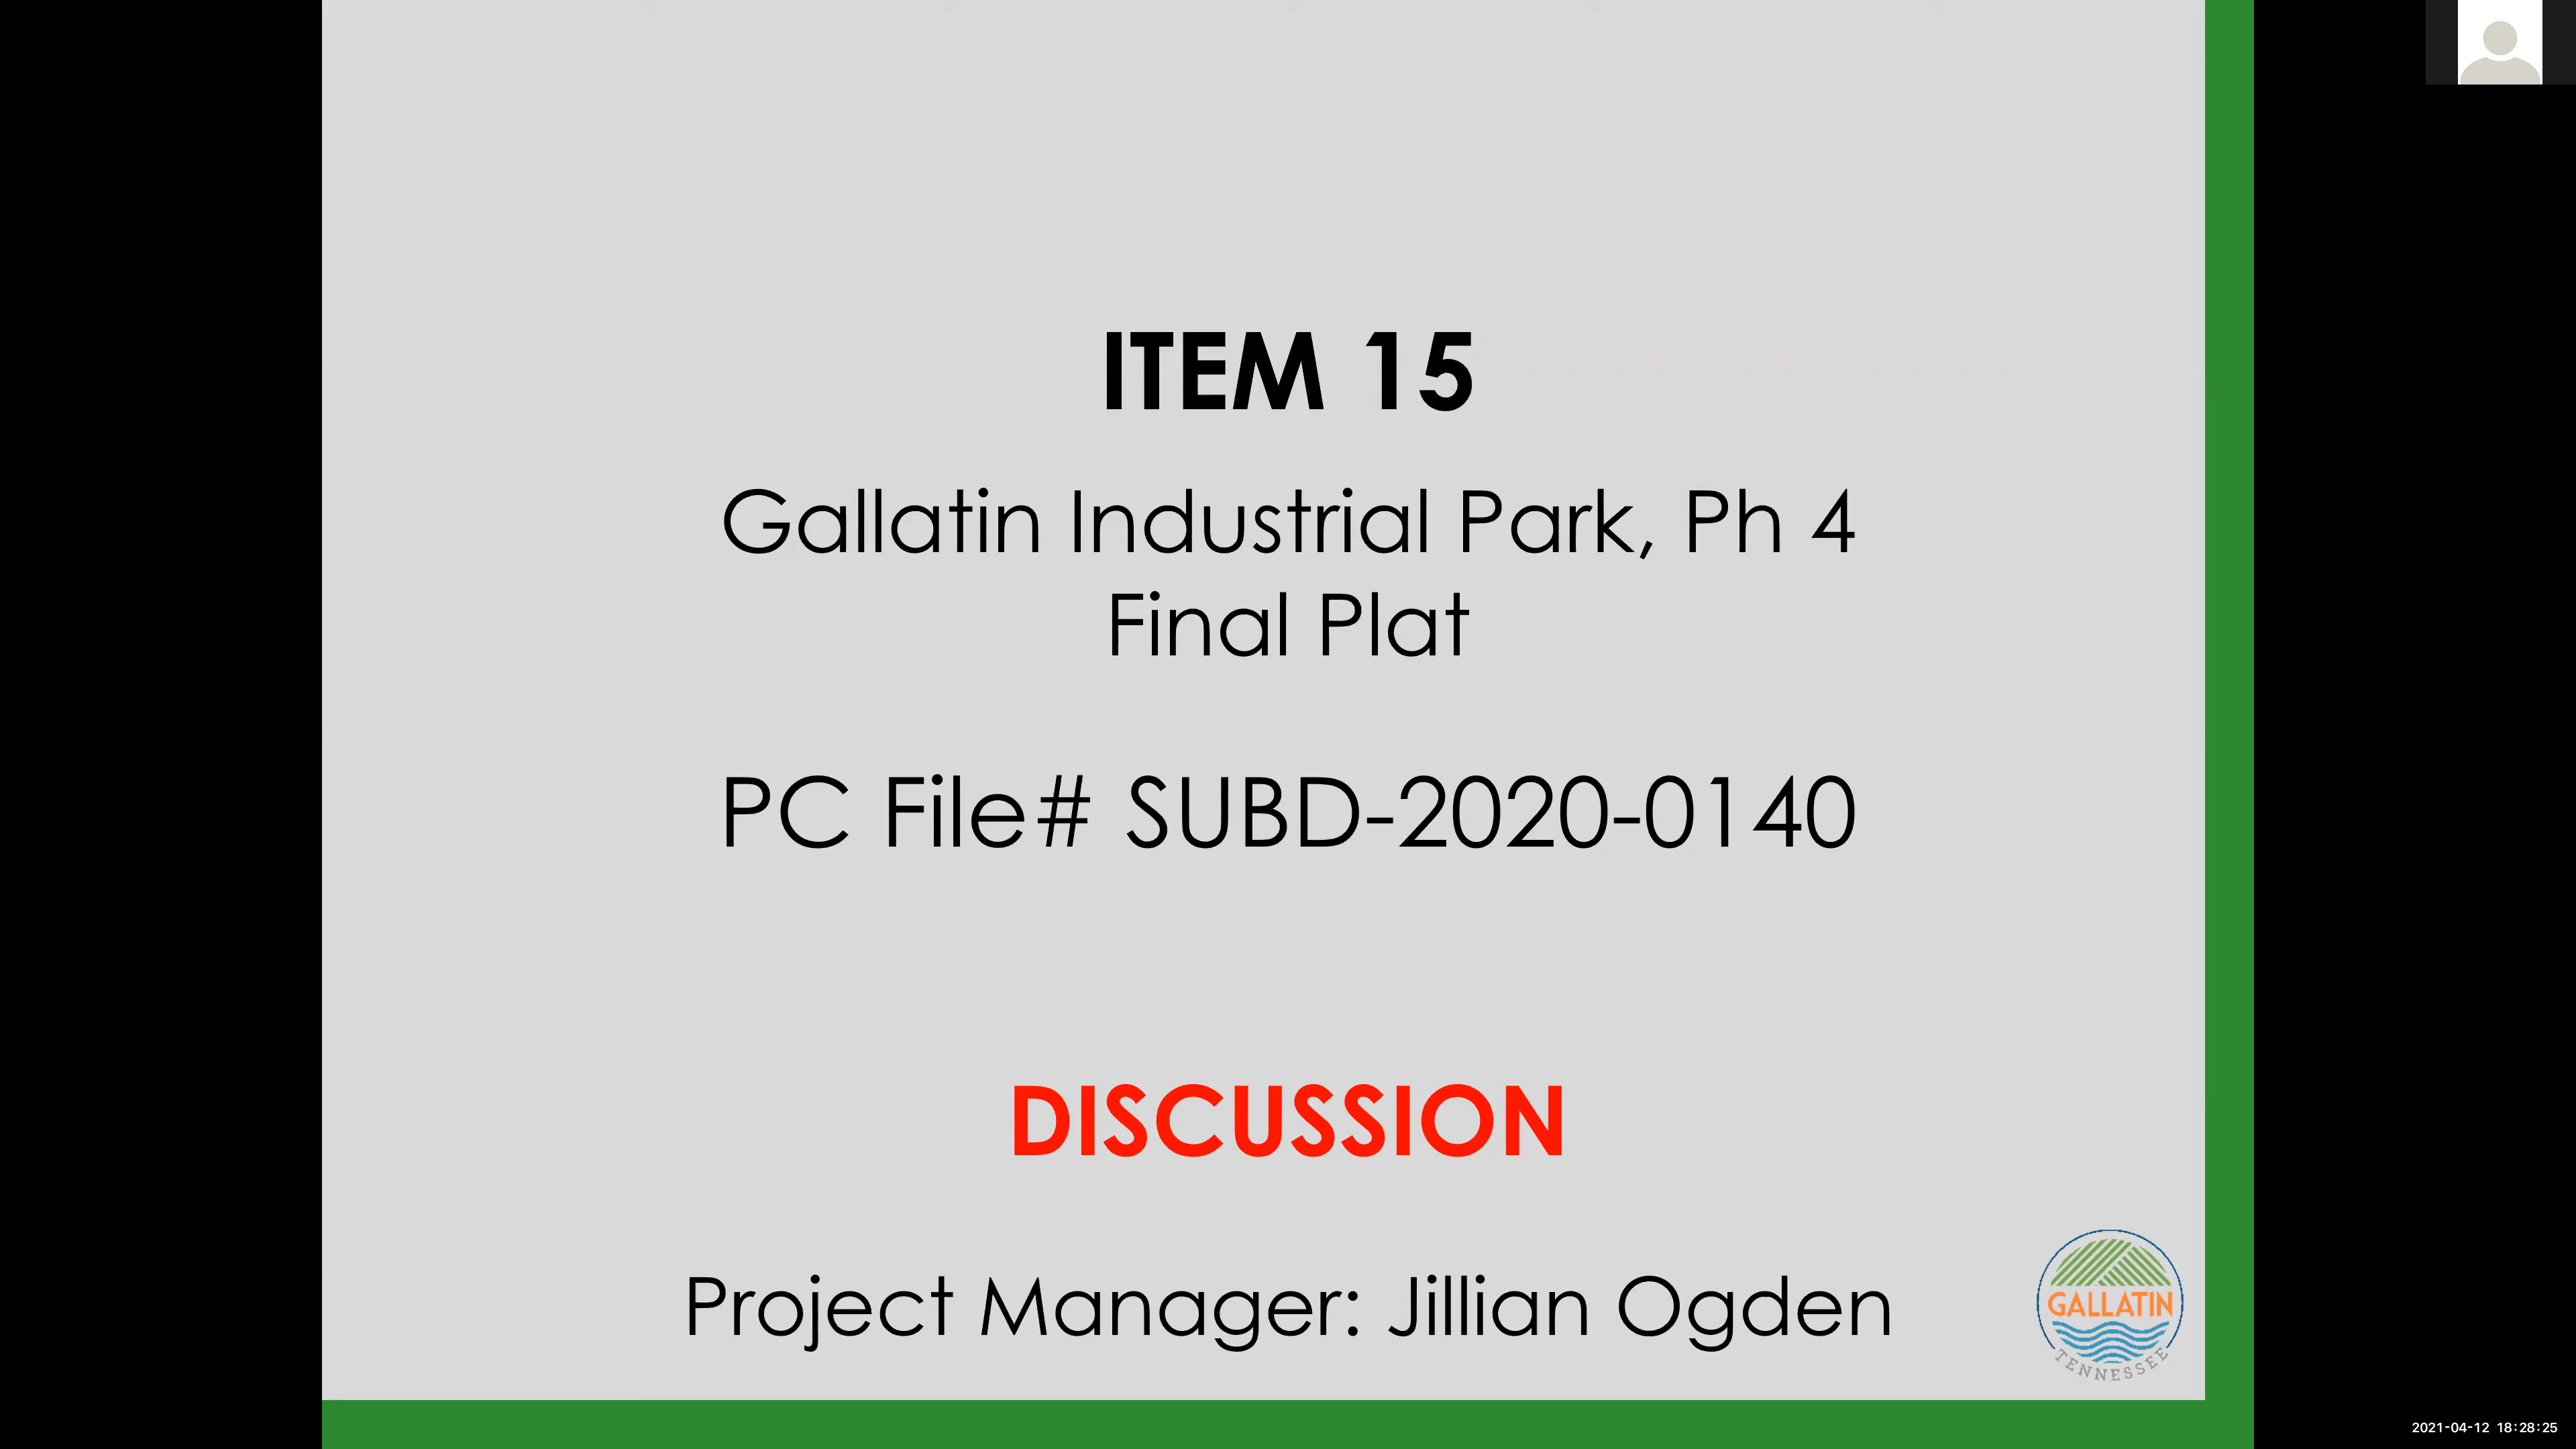 ITEM 15
Gallatin Industrial Park, Ph 4
Final Plat
PC File# SUBD-2020-0140
DISCUSSION
Project Manager: Jillian Ogden
GALLATIN
TENNESSEE
2021-04-12 18:28:25